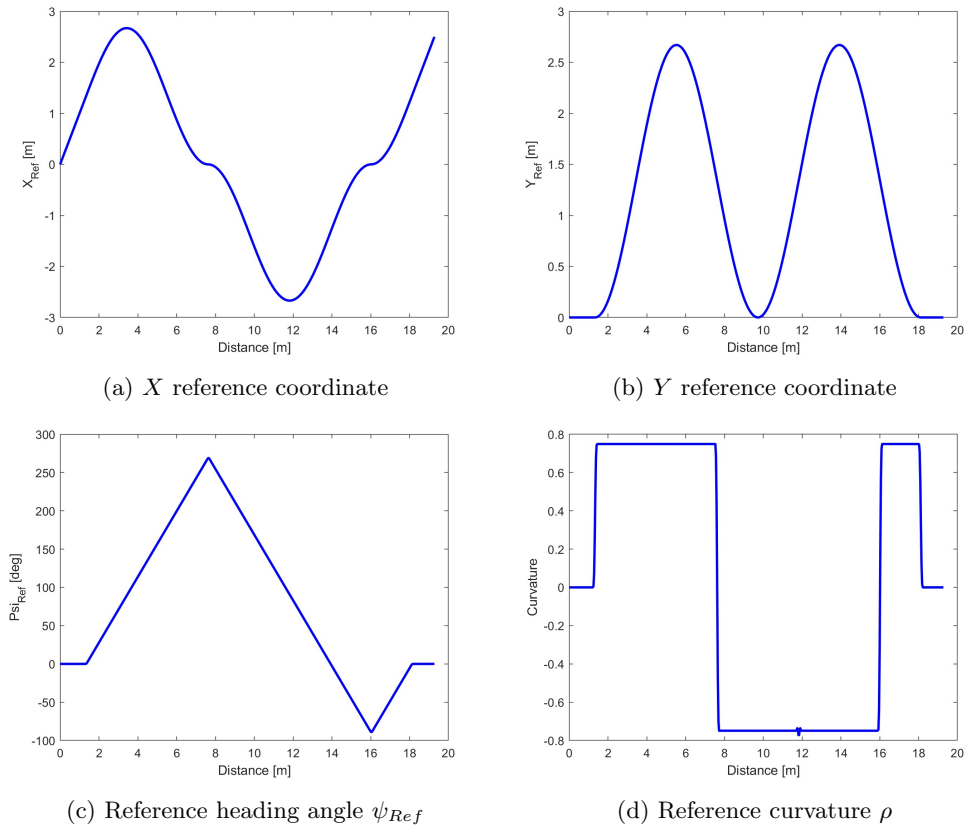 3
2
1
0
-1
-2
-3
X_Ref [m]
0 2 4 6 8 10 12 14 16 18 20
Distance [m]
(a) X reference coordinate
3
2.5
2
1.5
1
0.5
0
Y_Ref [m]
0 2 4 6 8 10 12 14 16 18 20
Distance [m]
(b) Y reference coordinate
300
250
200
150
100
50
0
-50
-100
Psi_Ref [deg]
0 2 4 6 8 10 12 14 16 18 20
Distance [m]
(c) Reference heading angle ψ_Ref
0.8
0.6
0.4
0.2
0
-0.2
-0.4
-0.6
-0.8
Curvature
0 2 4 6 8 10 12 14 16 18 20
Distance [m]
(d) Reference curvature ρ